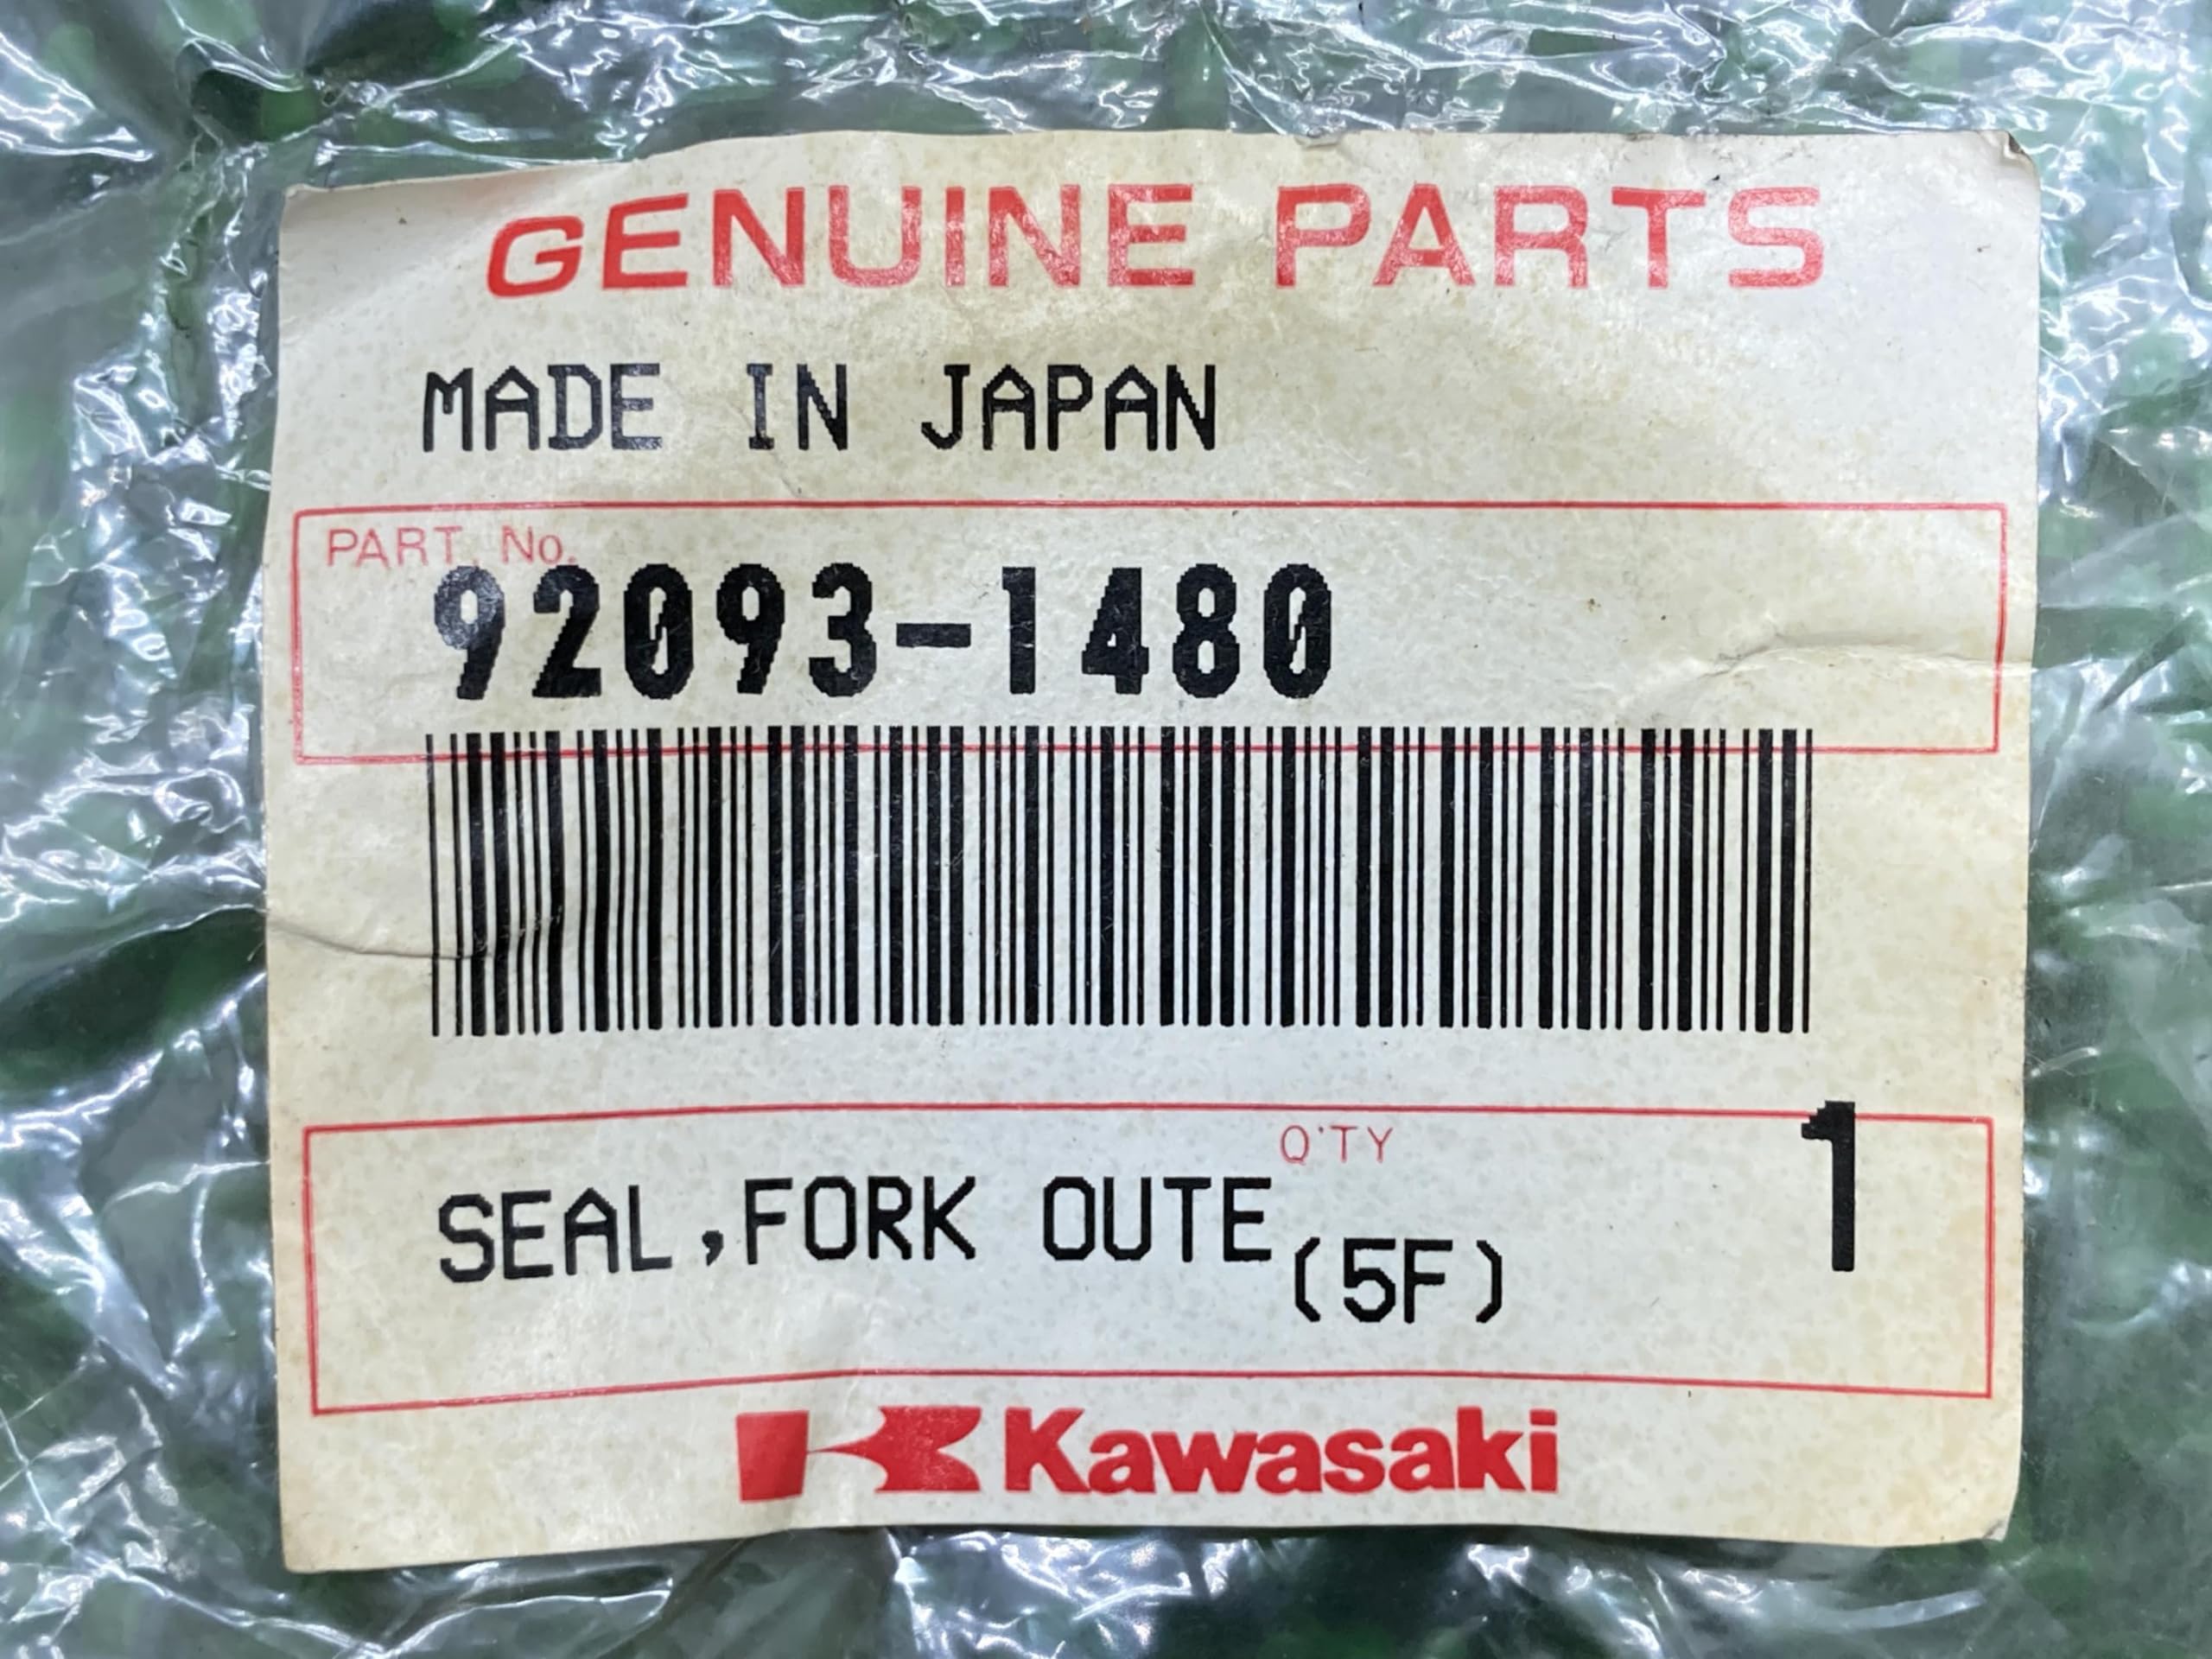 GENUINE PARTS
MADE IN JAPAN
PART. No.
92093-1480
Q'TY
1
SEAL,FORK OUTE(5F)
Kawasaki